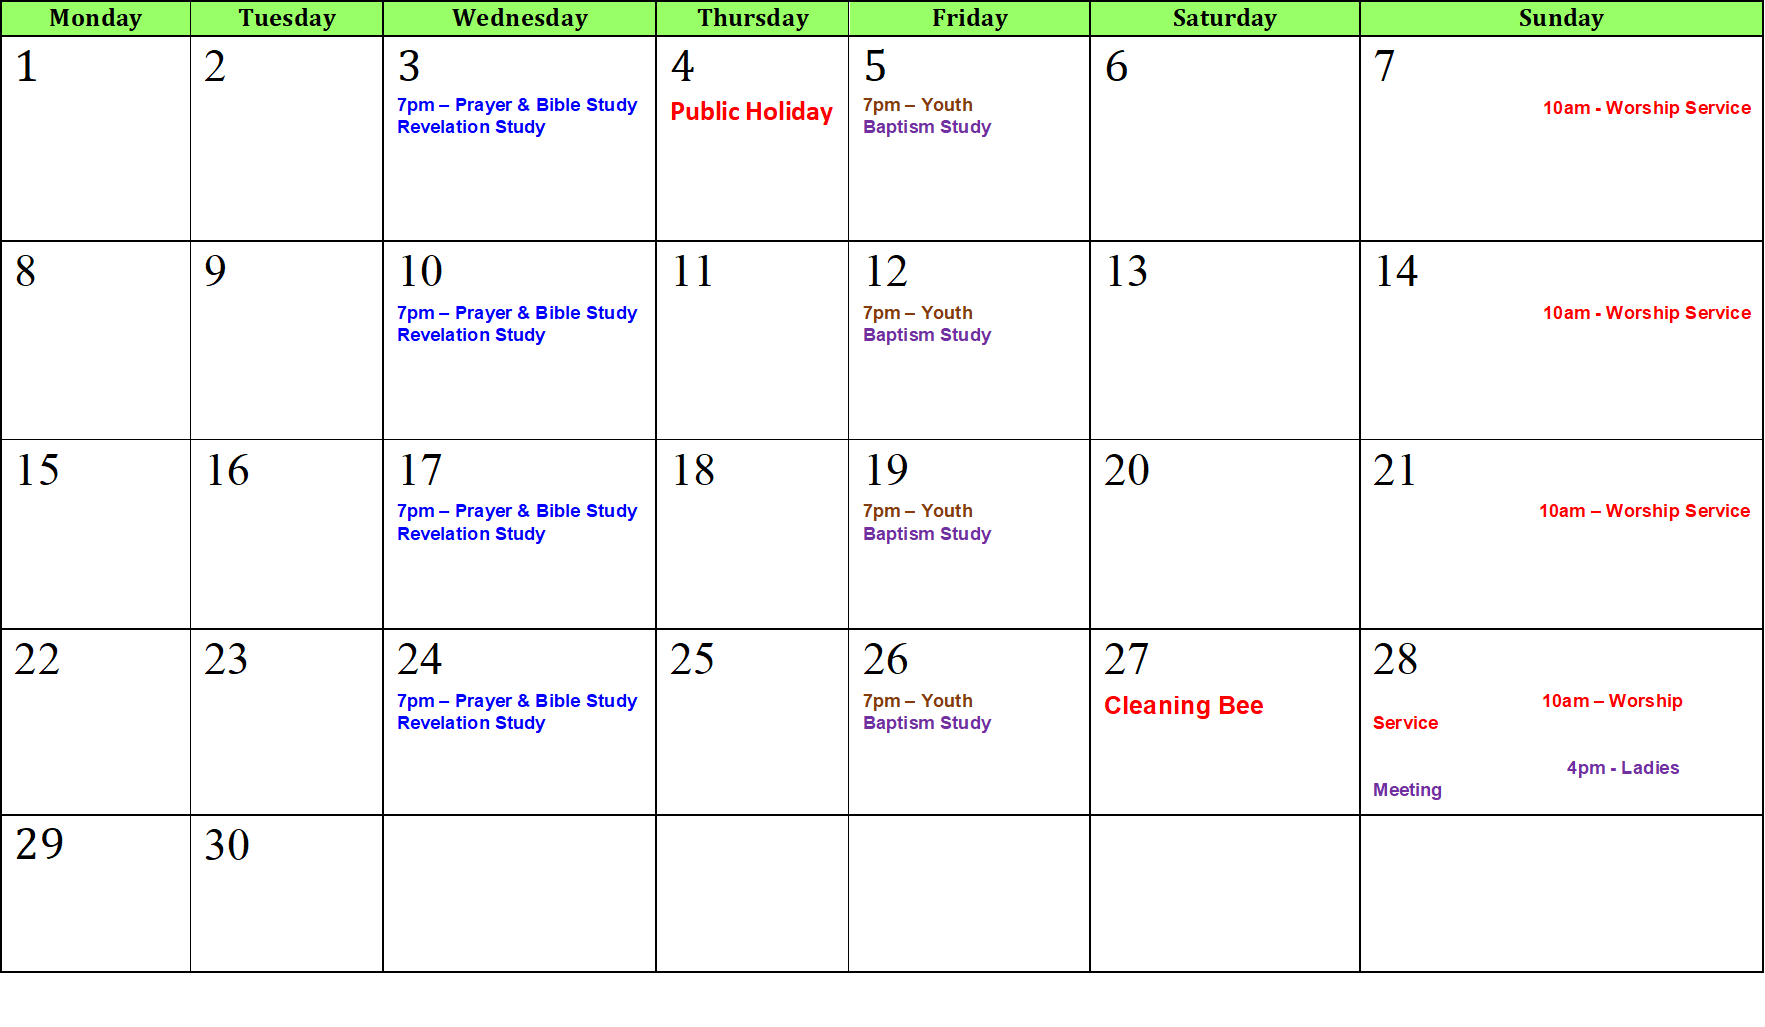 Monday Tuesday Wednesday Thursday Friday Saturday Sunday
1 2 3 4 5 6 7
7pm – Prayer & Bible Study Public Holiday 7pm – Youth 10am - Worship Service
Revelation Study Baptism Study
8 9 10 11 12 13 14
7pm – Prayer & Bible Study 7pm – Youth 10am - Worship Service
Revelation Study Baptism Study
15 16 17 18 19 20 21
7pm – Prayer & Bible Study 7pm – Youth 10am – Worship Service
Revelation Study Baptism Study
22 23 24 25 26 27 28
7pm – Prayer & Bible Study 7pm – Youth Cleaning Bee 10am – Worship
Revelation Study Baptism Study Service
4pm - Ladies
Meeting
29 30